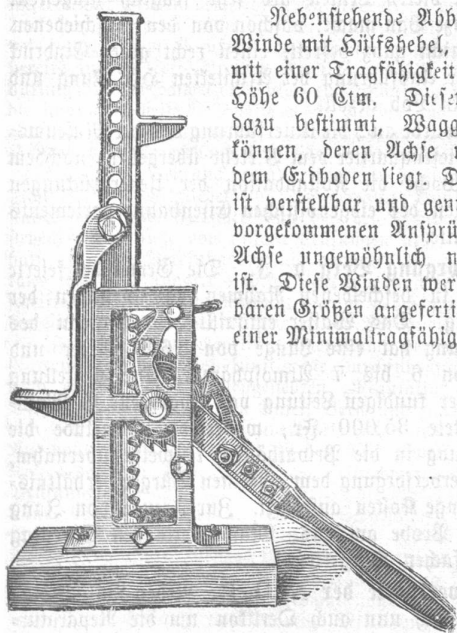 Nebenstehende Abb
Winde mit Hülfshebel
mit einer Tragfähigkeit
Höhe 60 Ctm. Diese
dazu bestimmt, Wagg
können, deren Achse
dem Erdboden liegt. D
ist verstellbar und gen
vorgekommenen Ansprü
Achse ungewöhnlich n
ist. Diese Winden wer
baren Größen angeferti
einer Minimaltragfähig